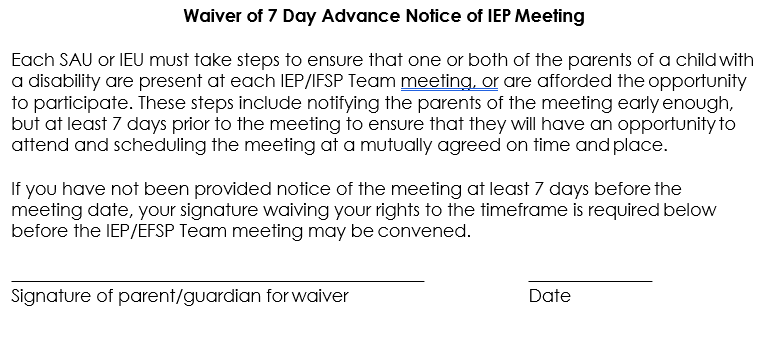 Waiver of 7 Day Advance Notice of IEP Meeting
Each SAU or IEU must take steps to ensure that one or both of the parents of a child with
a disability are present at each IEP/IFSP Team meeting, or are afforded the opportunity
to participate. These steps include notifying the parents of the meeting early enough,
but at least 7 days prior to the meeting to ensure that they will have an opportunity to
attend and scheduling the meeting at a mutually agreed on time and place.
If you have not been provided notice of the meeting at least 7 days before the
meeting date, your signature waiving your rights to the timeframe is required below
before the IEP/EFSP Team meeting may be convened.
Signature of parent/guardian for waiver Date